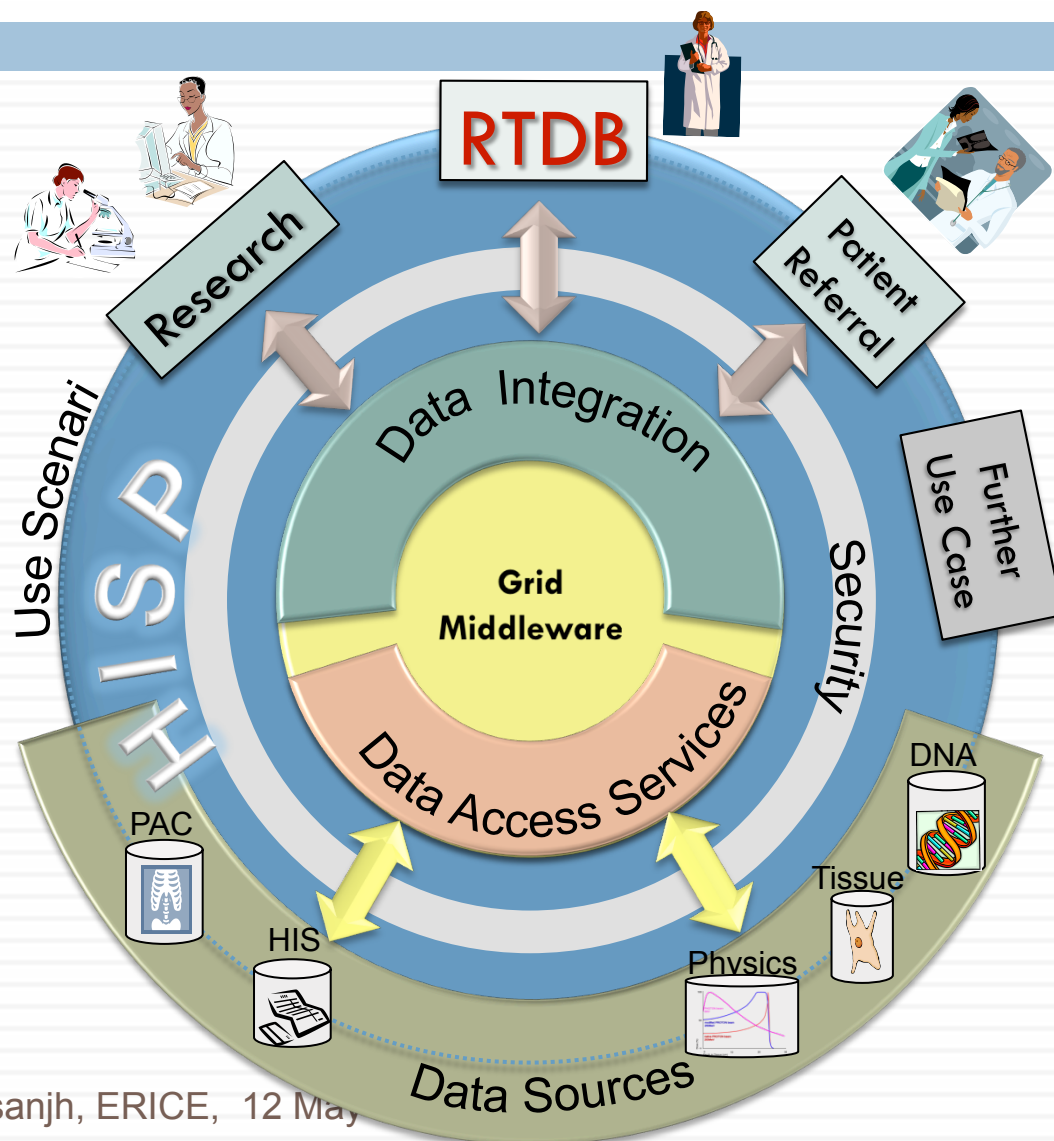 RTDB
Research
Patient
Referral
Further
Use Case
Use Scenari
HISP
Data Integration
Security
Grid
Middleware
Data Access Services
DNA
PAC
Tissue
HIS
Physics
Data Sources
sanjh, ERICE, 12 May